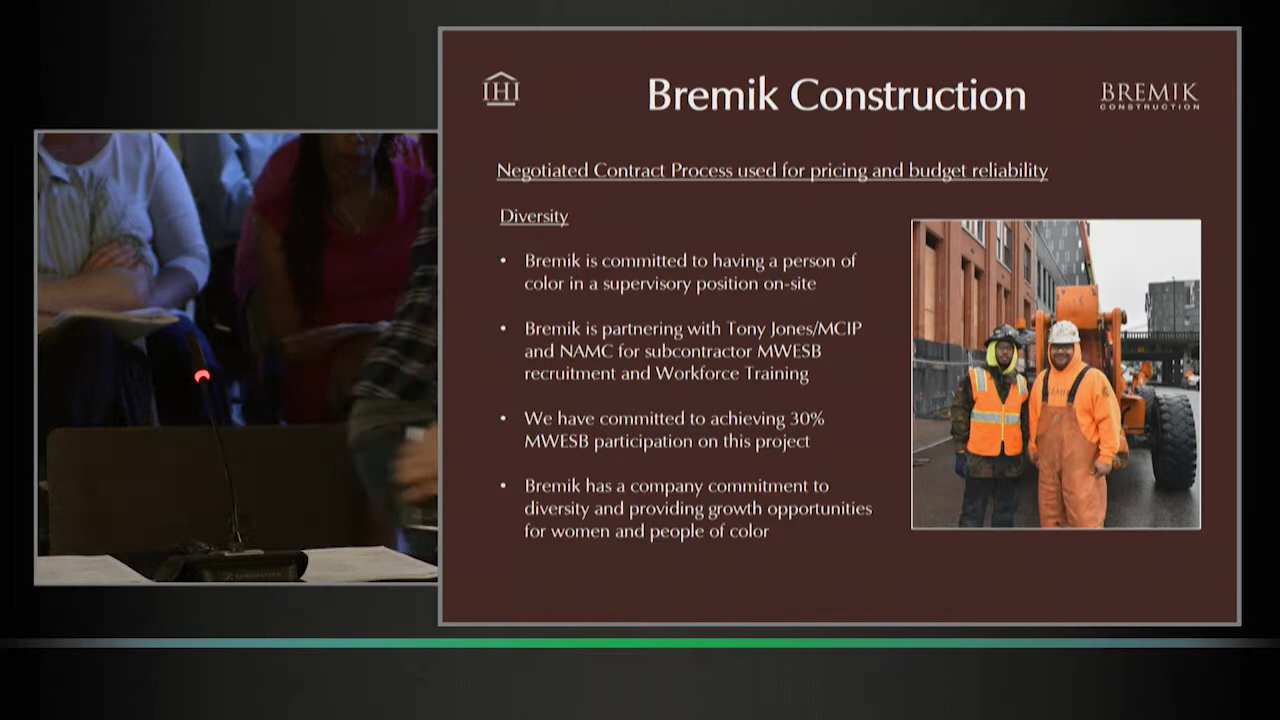 IHI
Bremik Construction
BREMIK
CONSTRUCTION
Negotiated Contract Process used for pricing and budget reliability
Diversity
• Bremik is committed to having a person of
color in a supervisory position on-site
• Bremik is partnering with Tony Jones/MCIP
and NAMC for subcontractor MWESB
recruitment and Workforce Training
• We have committed to achieving 30%
MWESB participation on this project
• Bremik has a company commitment to
diversity and providing growth opportunities
for women and people of color